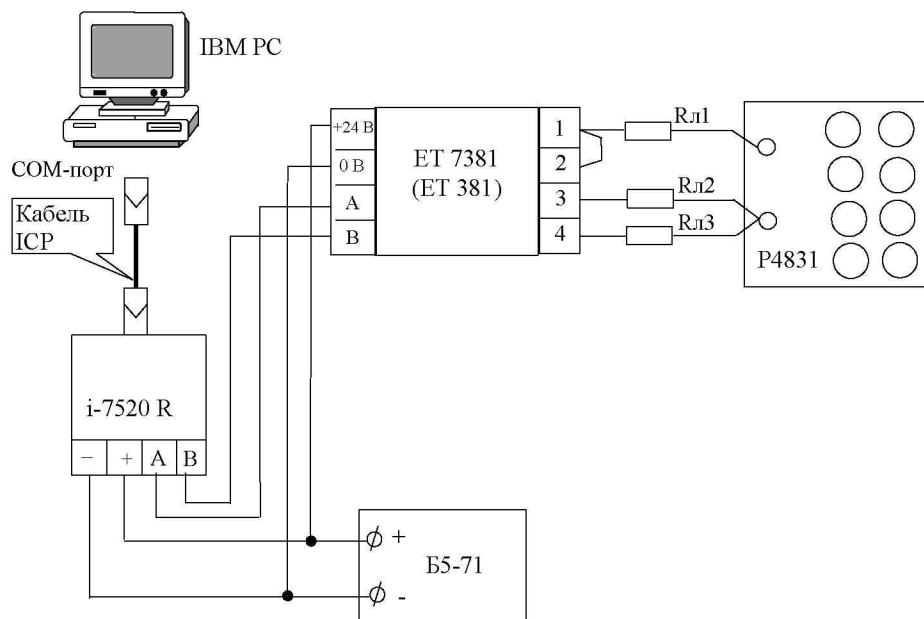 IBM PC
COM-порт
Кабель
ICP
i-7520 R
− + A B
+24 В
0 В
A
B
ЕТ 7381
(ЕТ 381)
1
2
3
4
Rл1
Rл2
Rл3
Р4831
+
Б5-71
-